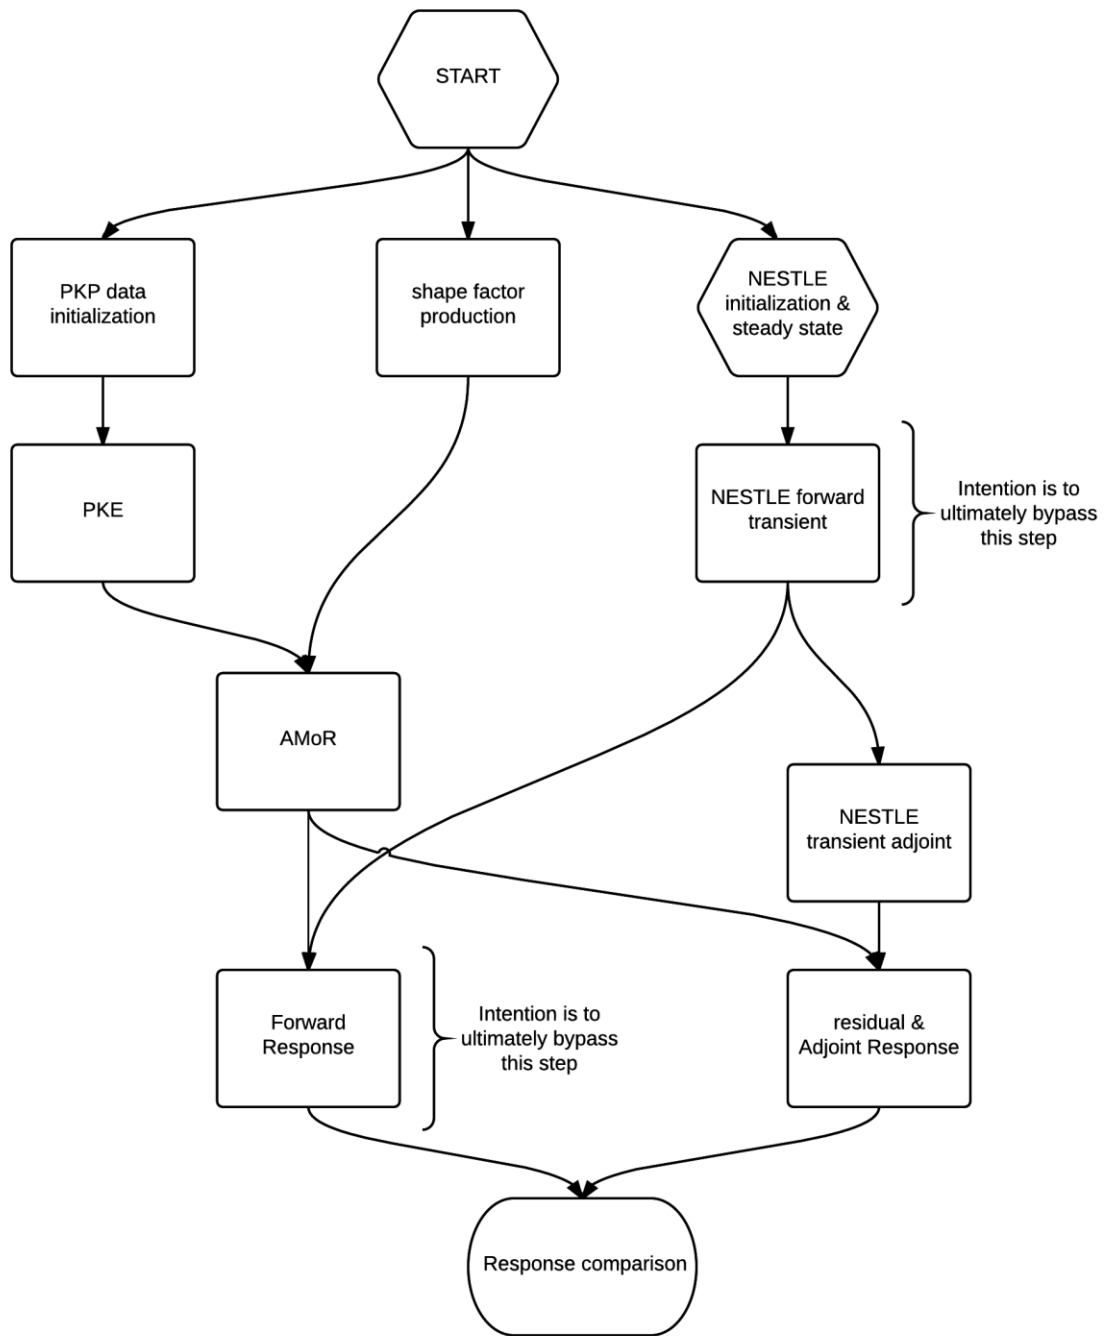 START
PKP data
initialization
shape factor
production
NESTLE
initialization &
steady state
PKE
NESTLE forward
transient
Intention is to
ultimately bypass
this step
AMoR
NESTLE
transient adjoint
Forward
Response
Intention is to
ultimately bypass
this step
residual &
Adjoint Response
Response comparison